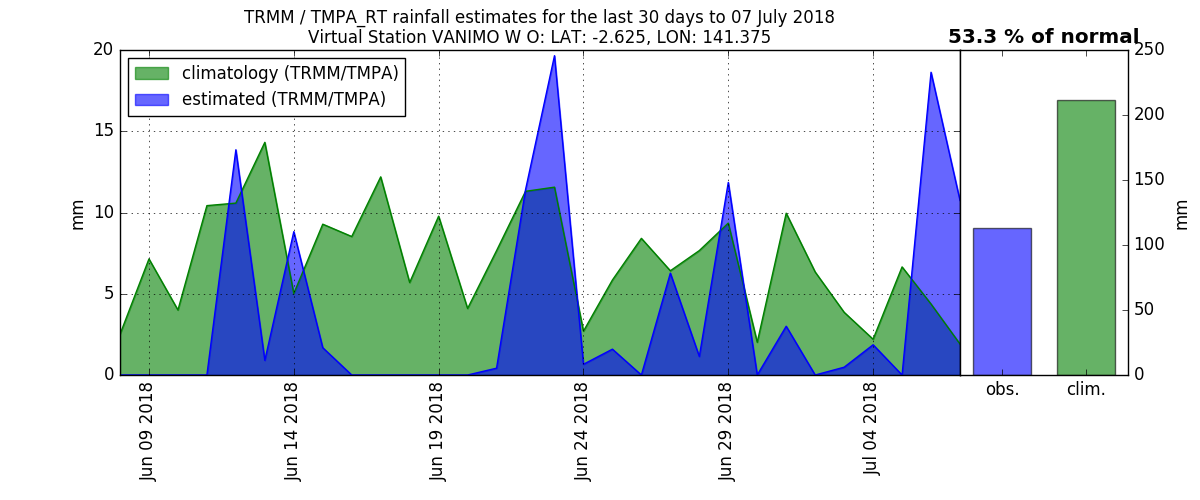 TRMM / TMPA_RT rainfall estimates for the last 30 days to 07 July 2018
Virtual Station VANIMO W O: LAT: -2.625, LON: 141.375
53.3 % of normal
climatology (TRMM/TMPA)
estimated (TRMM/TMPA)
20
15
10
5
0
mm
250
200
150
100
50
0
mm
Jun 09 2018
Jun 14 2018
Jun 19 2018
Jun 24 2018
Jun 29 2018
Jul 04 2018
obs.
clim.